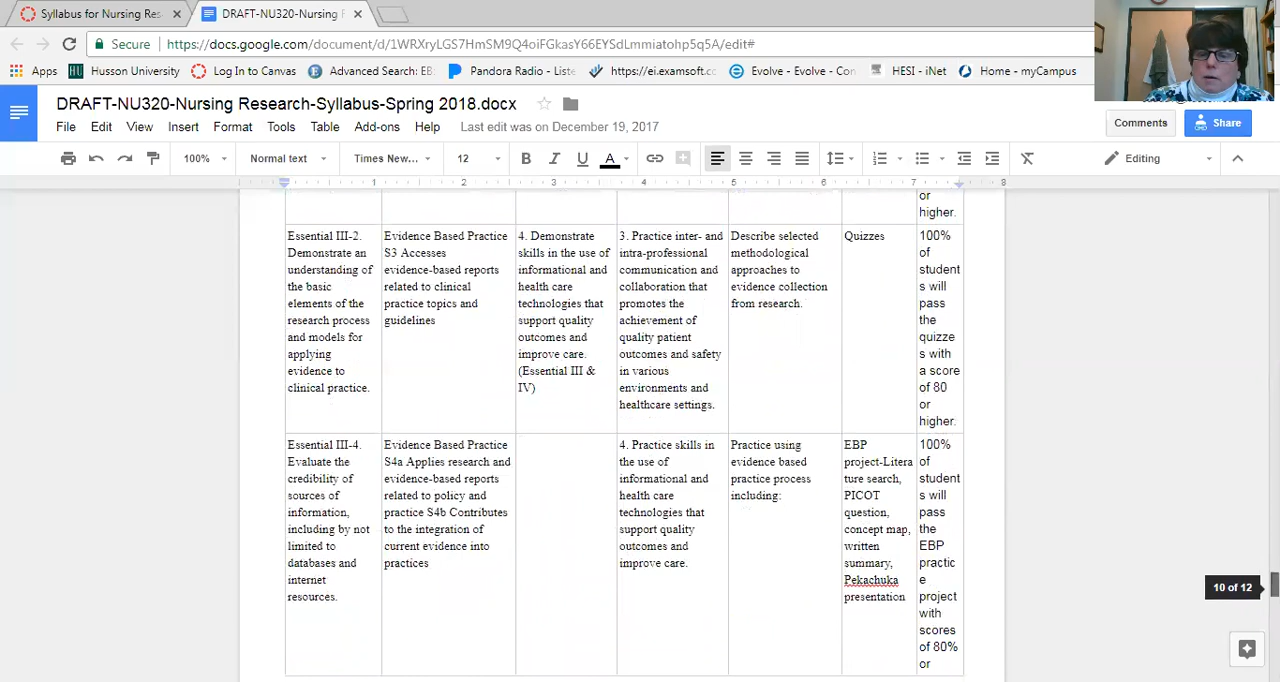 Syllabus for Nursing Res
DRAFT-NU320-Nursing F
Secure
https://docs.google.com/document/d/1WRXryLGS7HmSM9Q4oiFGkasY66EYSdLmmiatohp5q5A/edit#
Apps
Husson University
Log In to Canvas
Advanced Search: EB
Pandora Radio - Liste
https://ei.examsoft.cc
Evolve - Evolve - Con
HESI - iNet
Home - myCampus
DRAFT-NU320-Nursing Research-Syllabus-Spring 2018.docx
File Edit View Insert Format Tools Table Add-ons Help Last edit was on December 19, 2017
Comments
Share
100% Normal text Times New... 12 B I U A Editing
1 2 3 4 5 6 7 8
or
higher.
Essential III-2.
Demonstrate an
understanding of
the basic
elements of the
research process
and models for
applying
evidence to
clinical practice.
Evidence Based Practice
S3 Accesses
evidence-based reports
related to clinical
practice topics and
guidelines
4. Demonstrate
skills in the use of
informational and
health care
technologies that
support quality
outcomes and
improve care.
(Essential III &
IV)
3. Practice inter- and
intra-professional
communication and
collaboration that
promotes the
achievement of
quality patient
outcomes and safety
in various
environments and
healthcare settings.
Describe selected
methodological
approaches to
evidence collection
from research.
Quizzes
100%
of
student
s will
pass
the
quizze
s with
a score
of 80
or
higher.
Essential III-4.
Evaluate the
credibility of
sources of
information,
including by not
limited to
databases and
internet
resources.
Evidence Based Practice
S4a Applies research and
evidence-based reports
related to policy and
practice S4b Contributes
to the integration of
current evidence into
practices
4. Practice skills in
the use of
informational and
health care
technologies that
support quality
outcomes and
improve care.
Practice using
evidence based
practice process
including:
EBP
project-Litera
ture search,
PICOT
question,
concept map,
written
summary,
Pekachuka
presentation
100%
of
student
s will
pass
the
EBP
practic
e
project
with
scores
of 80%
or
10 of 12